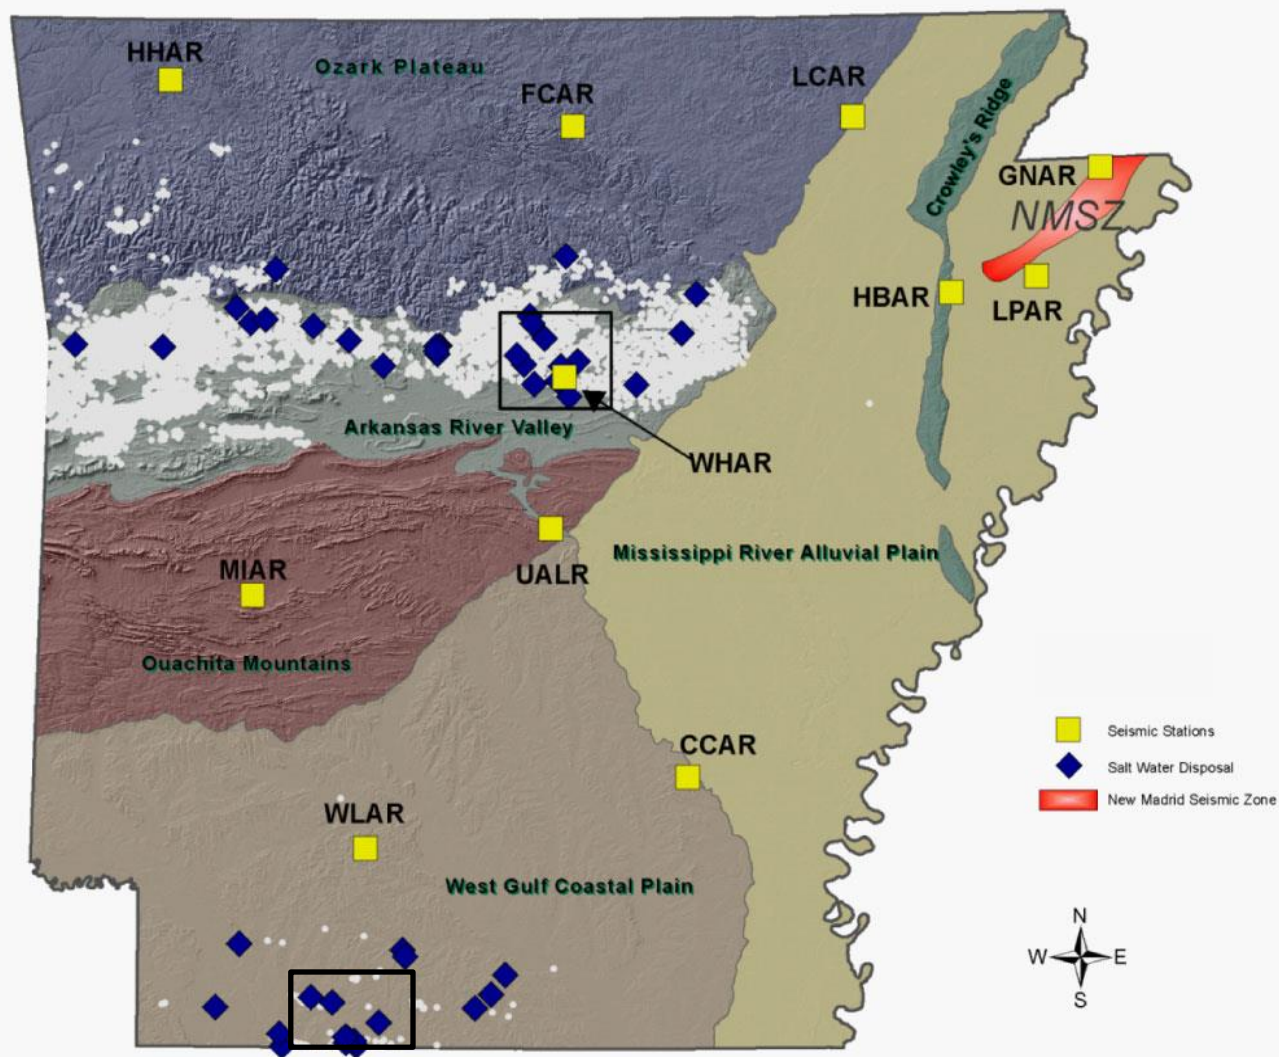 HHAR
Ozark Plateau
FCAR
LCAR
Crowley's Ridge
GNAR
NMSZ
HBAR
LPAR
Arkansas River Valley
WHAR
Mississippi River Alluvial Plain
MIAR
UALR
Ouachita Mountains
CCAR
Seismic Stations
Salt Water Disposal
New Madrid Seismic Zone
WLAR
West Gulf Coastal Plain
N
W E
S